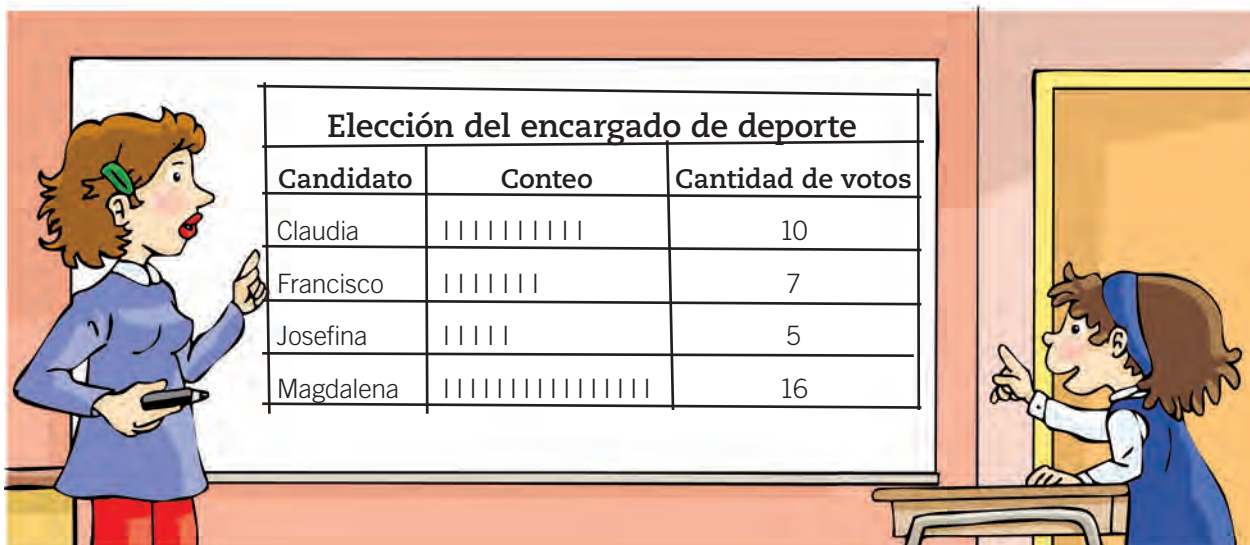 Elección del encargado de deporte
Candidato Conteo Cantidad de votos
Claudia | | | | | | | | | | 10
Francisco | | | | | | | 7
Josefina | | | | | 5
Magdalena | | | | | | | | | | | | | | | | 16